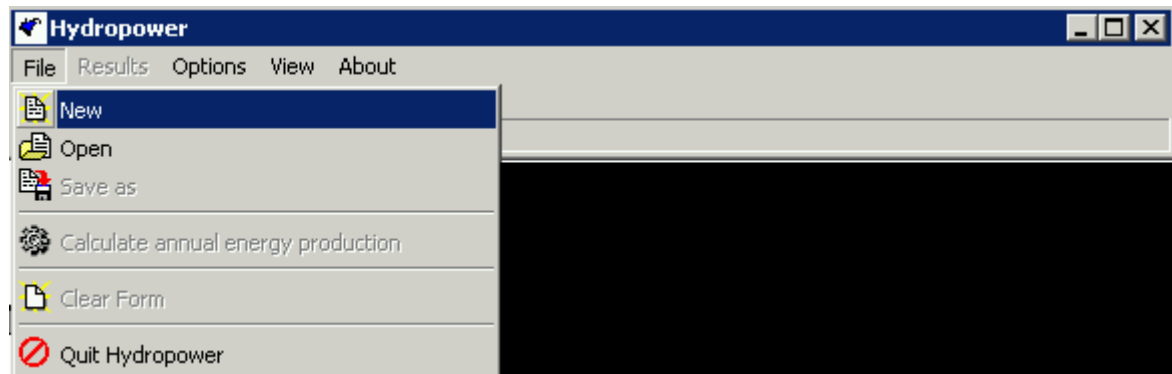 Hydropower
File Results Options View About
New
Open
Save as
Calculate annual energy production
Clear Form
Quit Hydropower